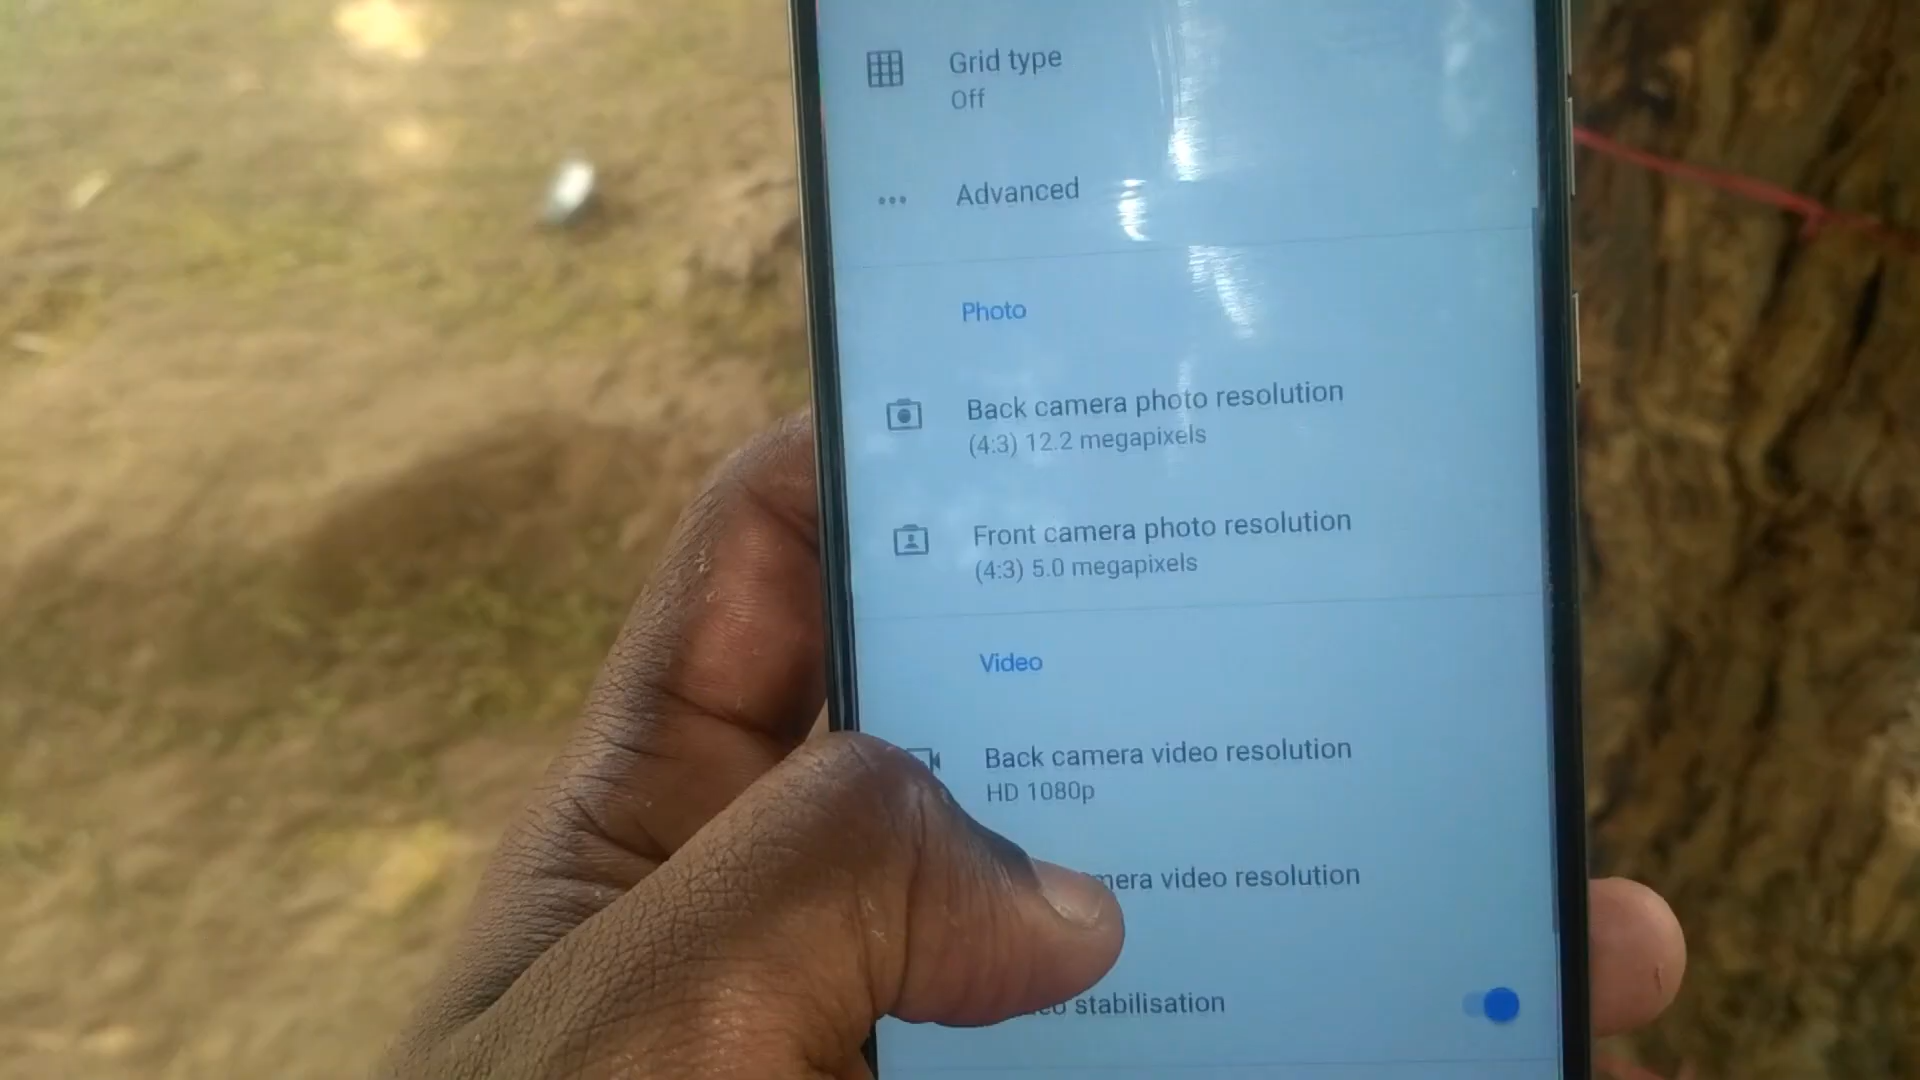 Grid type
Off
Advanced
Photo
Back camera photo resolution
(4:3) 12.2 megapixels
Front camera photo resolution
(4:3) 5.0 megapixels
Video
Back camera video resolution
HD 1080p
video resolution
stabilisation